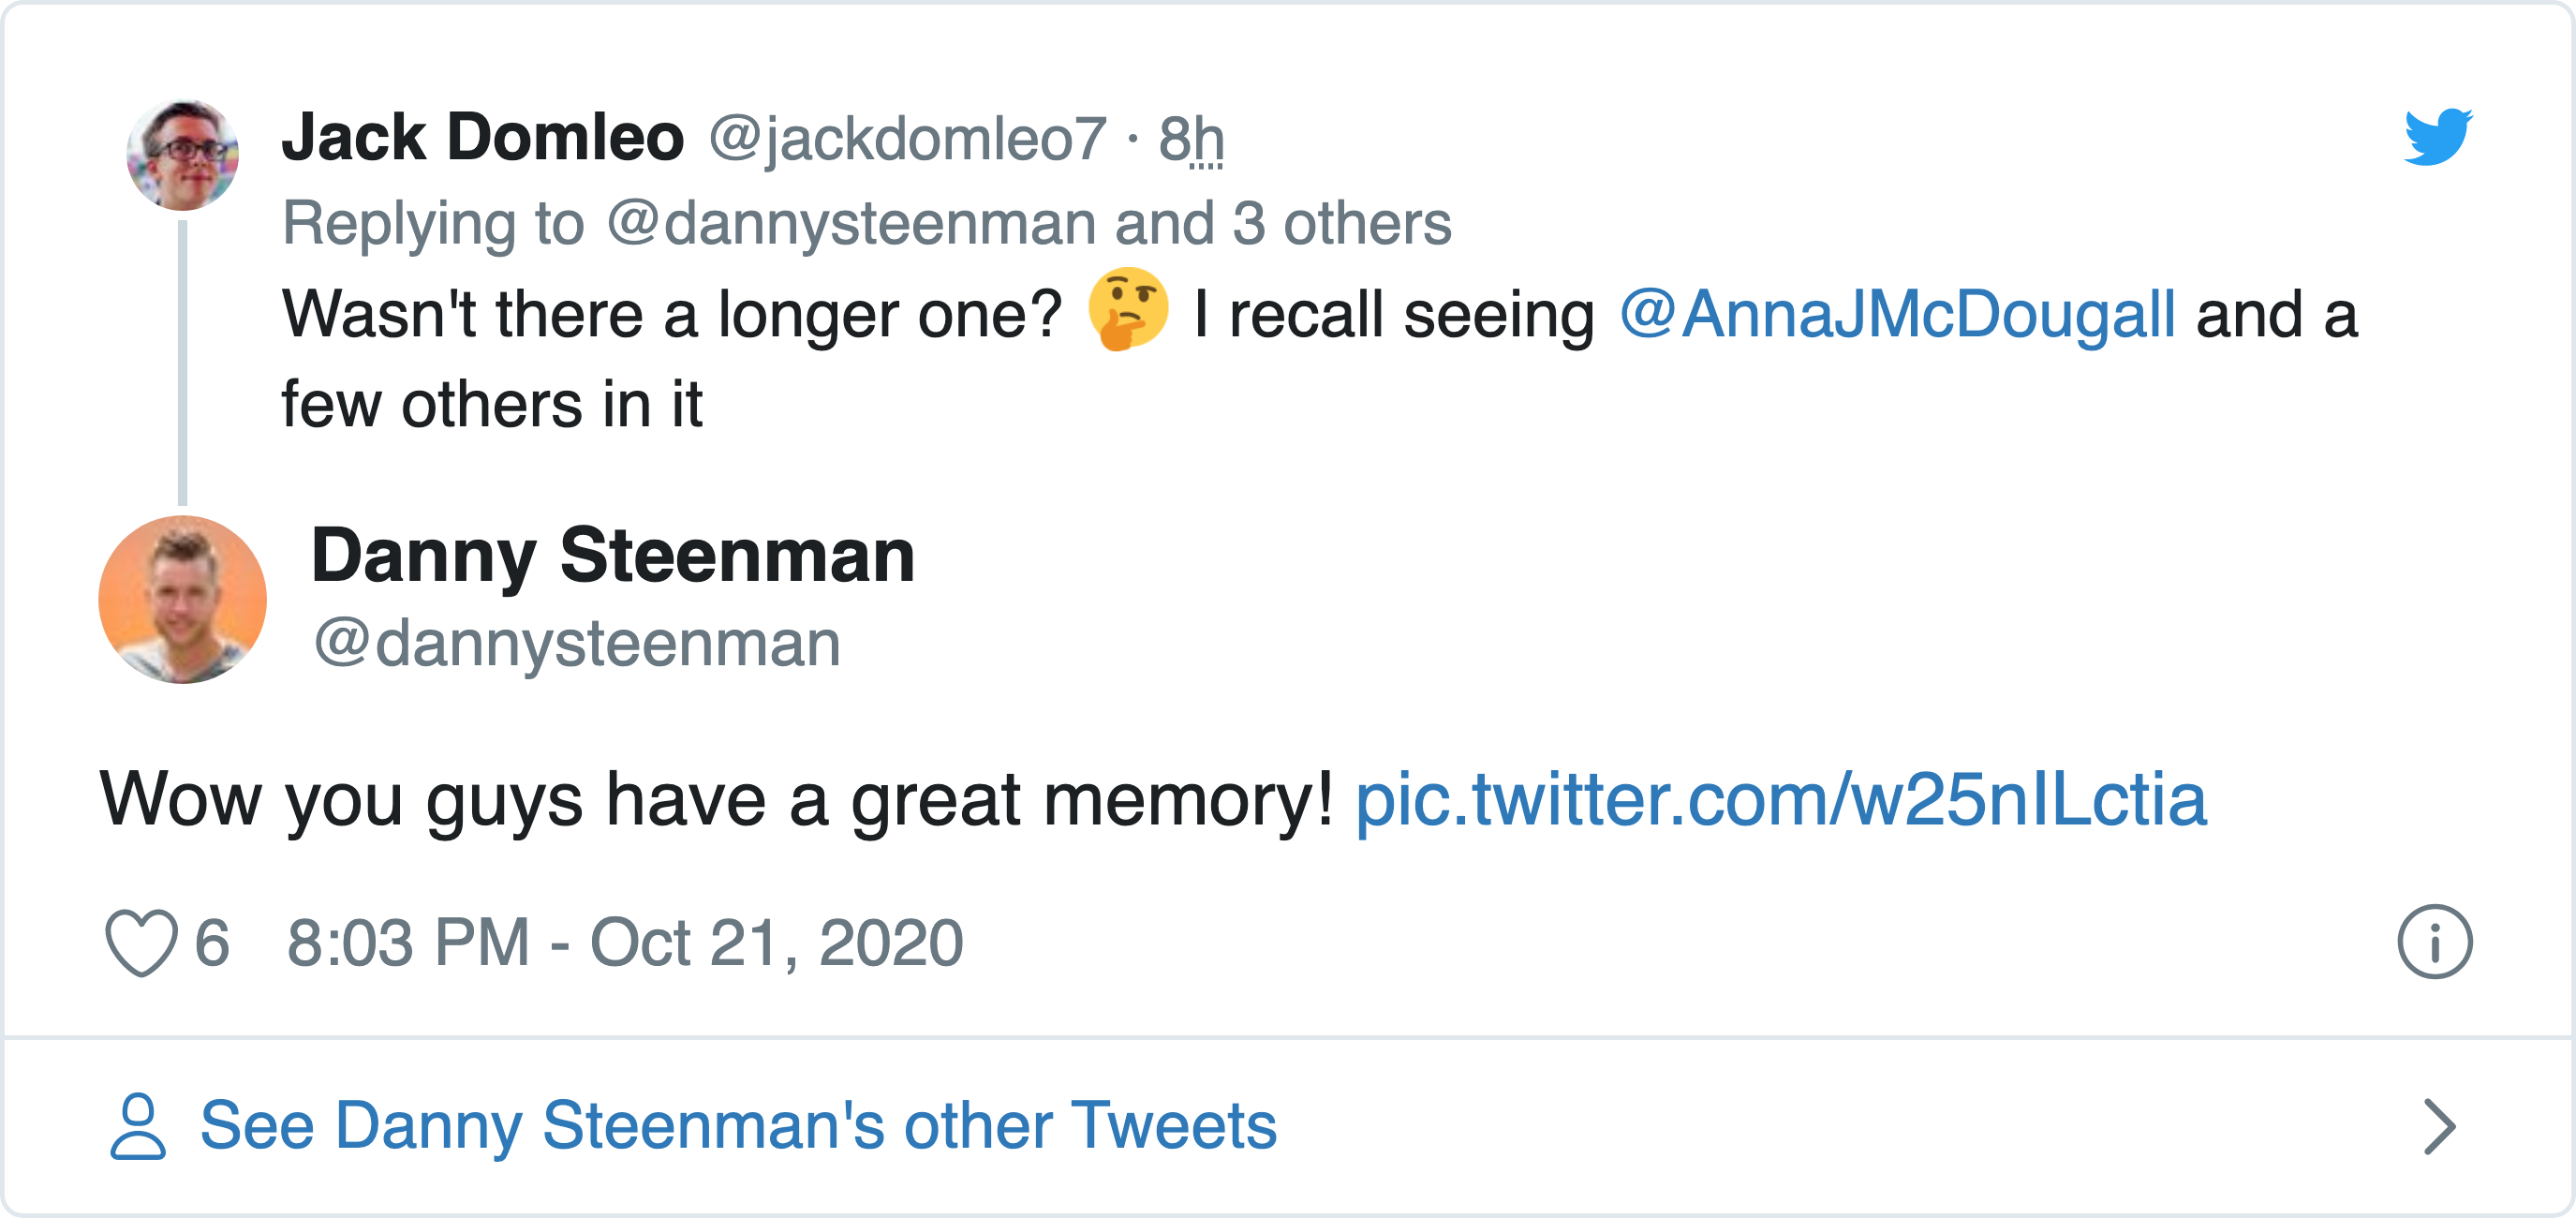 Jack Domleo @jackdomleo7 · 8h
Replying to @dannysteenman and 3 others
Wasn't there a longer one? 🤔 I recall seeing @AnnaJMcDougall and a
few others in it
Danny Steenman
@dannysteenman
Wow you guys have a great memory! pic.twitter.com/w25nILctia
6 8:03 PM - Oct 21, 2020
See Danny Steenman's other Tweets